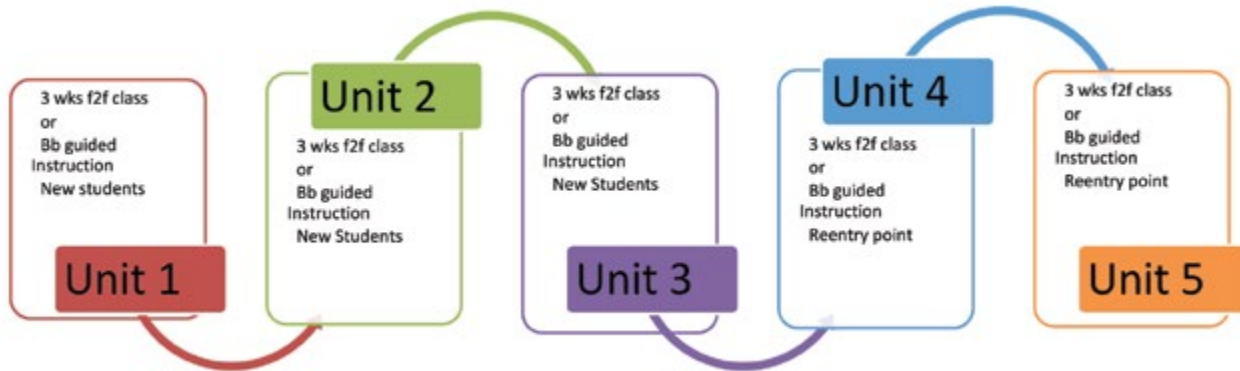 3 wks f2f class
or
Bb guided
Instruction
New students
Unit 1
Unit 2
3 wks f2f class
or
Bb guided
Instruction
New Students
3 wks f2f class
or
Bb guided
Instruction
New Students
Unit 3
Unit 4
3 wks f2f class
or
Bb guided
Instruction
Reentry point
3 wks f2f class
or
Bb guided
Instruction
Reentry point
Unit 5